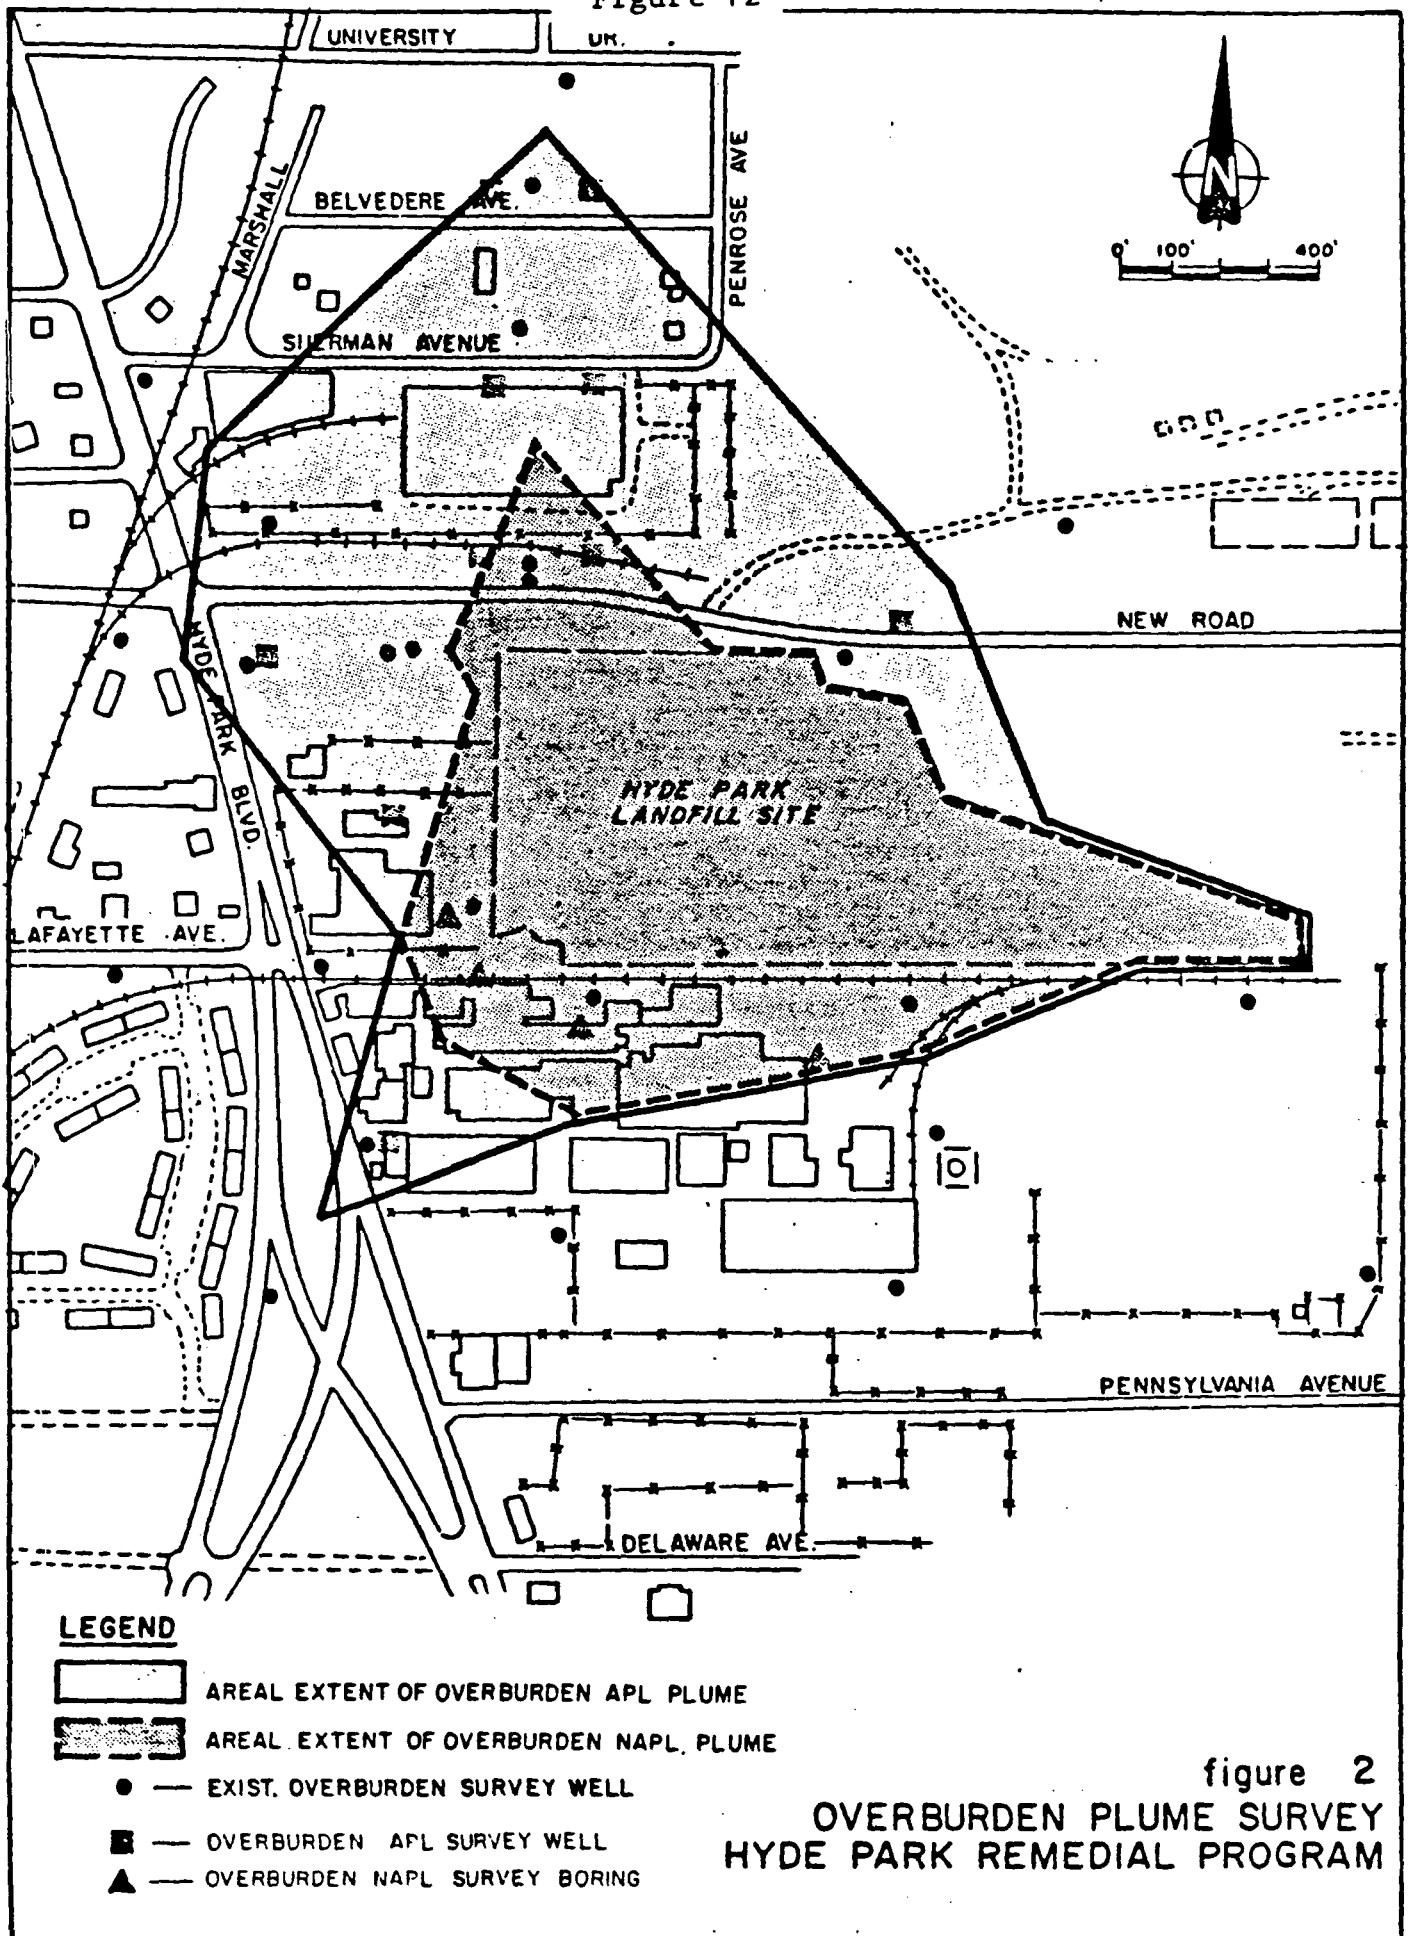 UNIVERSITY DR.
MARSHALL
BELVEDERE AVE.
PENROSE AVE
N
0' 100' 400'
SHERMAN AVENUE
NEW ROAD
HYDE PARK BLVD.
HYDE PARK
LANDFILL SITE
LAFAYETTE AVE.
PENNSYLVANIA AVENUE
DELAWARE AVE.
LEGEND
AREAL EXTENT OF OVERBURDEN APL PLUME
AREAL EXTENT OF OVERBURDEN NAPL. PLUME
EXIST. OVERBURDEN SURVEY WELL
OVERBURDEN APL SURVEY WELL
OVERBURDEN NAPL SURVEY BORING
figure 2
OVERBURDEN PLUME SURVEY
HYDE PARK REMEDIAL PROGRAM